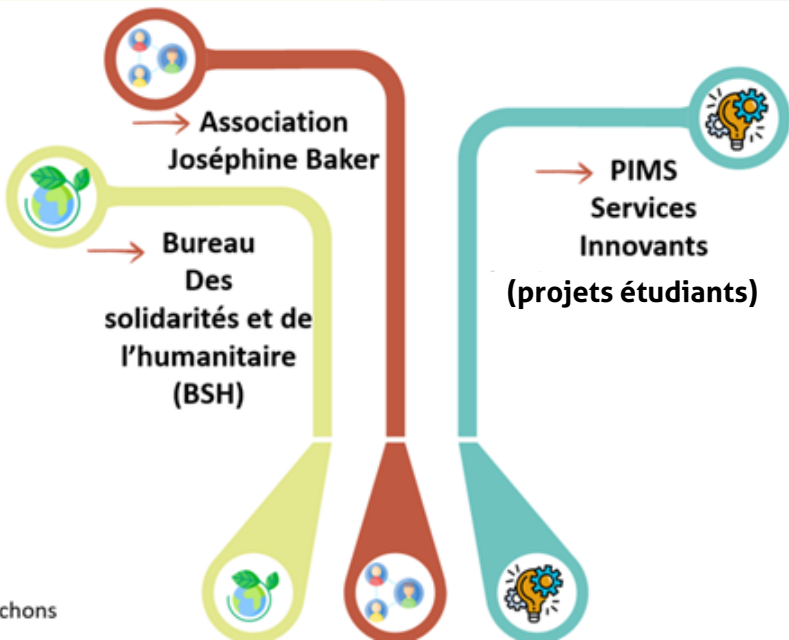 Association
Joséphine Baker
Bureau
Des
solidarités et de
l'humanitaire
(BSH)
PIMS
Services
Innovants
(projets étudiants)
chons